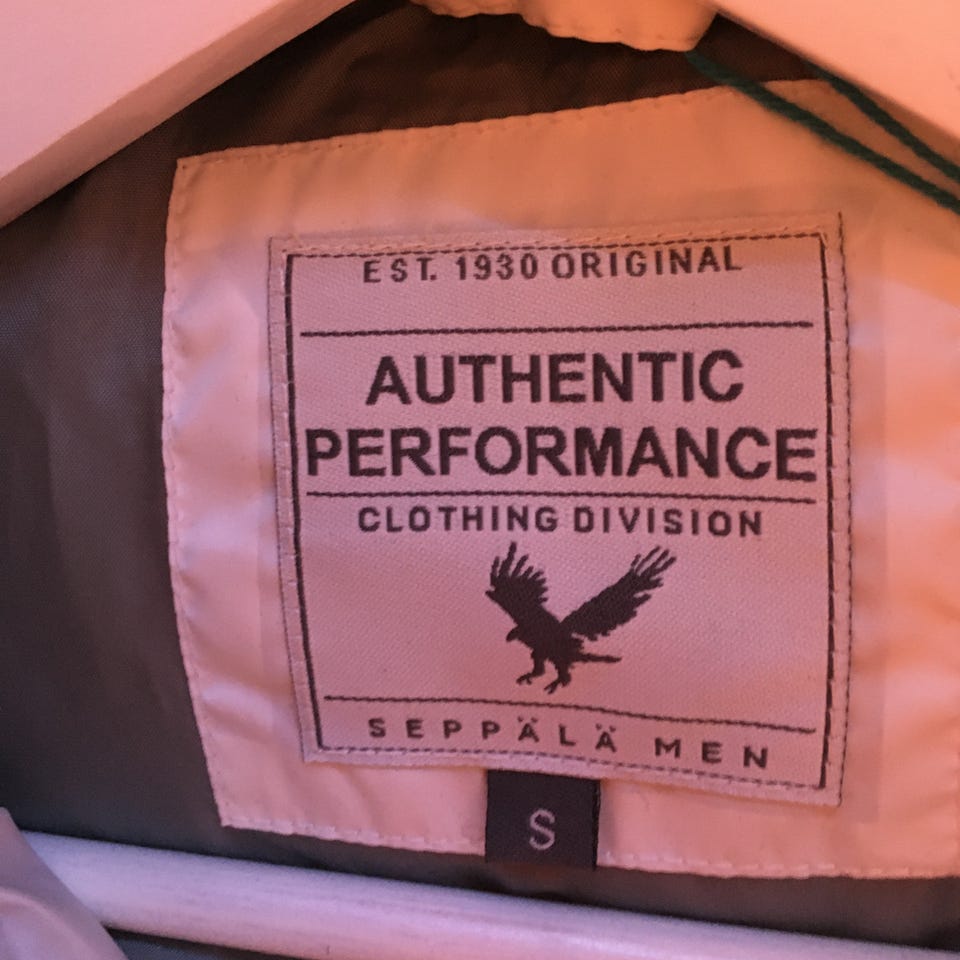 EST. 1930 ORIGINAL
AUTHENTIC
PERFORMANCE
CLOTHING DIVISION
SEPPÄLÄ MEN
S